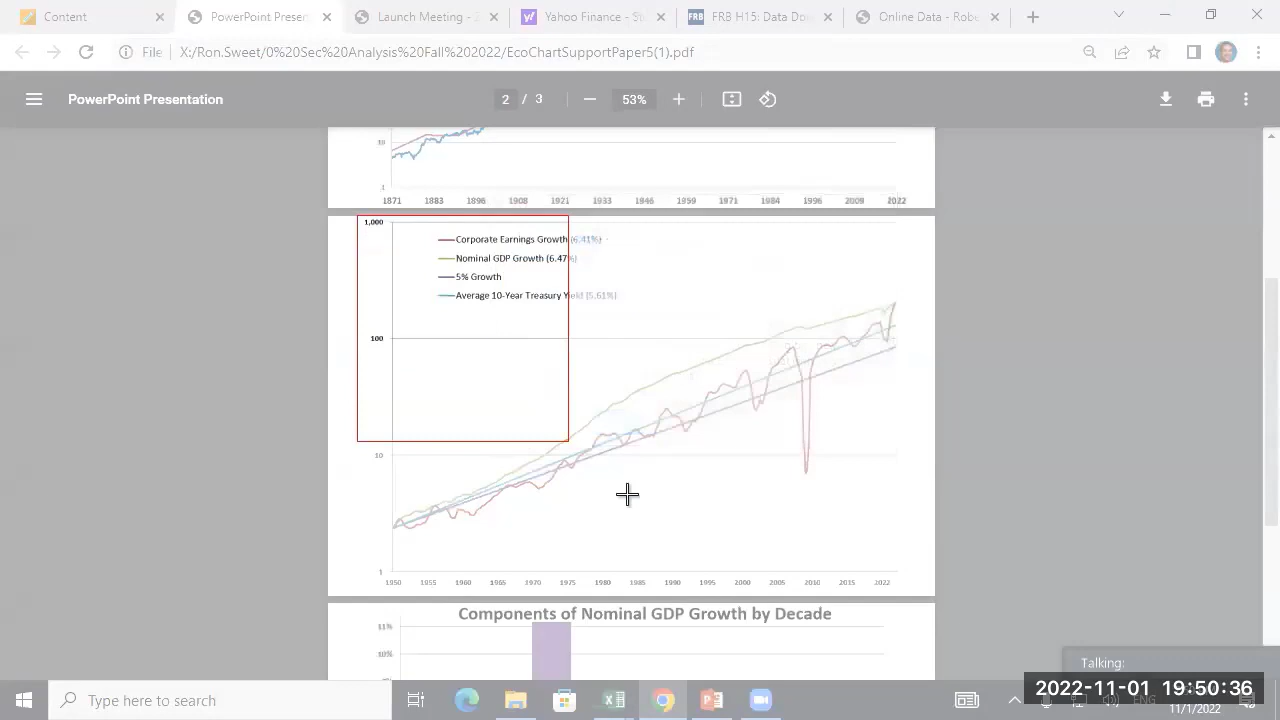 Content
PowerPoint Presen
Launch Meeting - Z
Yahoo Finance - St
FRB H15: Data Dow
Online Data - Robe
File X:/Ron.Sweet/0%20Sec%20Analysis%20Fall%202022/EcoChartSupportPaper5(1).pdf
PowerPoint Presentation
2 / 3
53%
10
1
1871 1883 1896 1908 1921 1933 1946 1959 1971 1984 1996 2009 2022
1,000
Corporate Earnings Growth (6.41%)
Nominal GDP Growth (6.47%)
5% Growth
Average 10-Year Treasury Yield (5.61%)
100
10
1
1950 1955 1960 1965 1970 1975 1980 1985 1990 1995 2000 2005 2010 2015 2022
Components of Nominal GDP Growth by Decade
11%
10%
Talking:
Type here to search
ENG
2022-11-01 19:50:36
11/1/2022